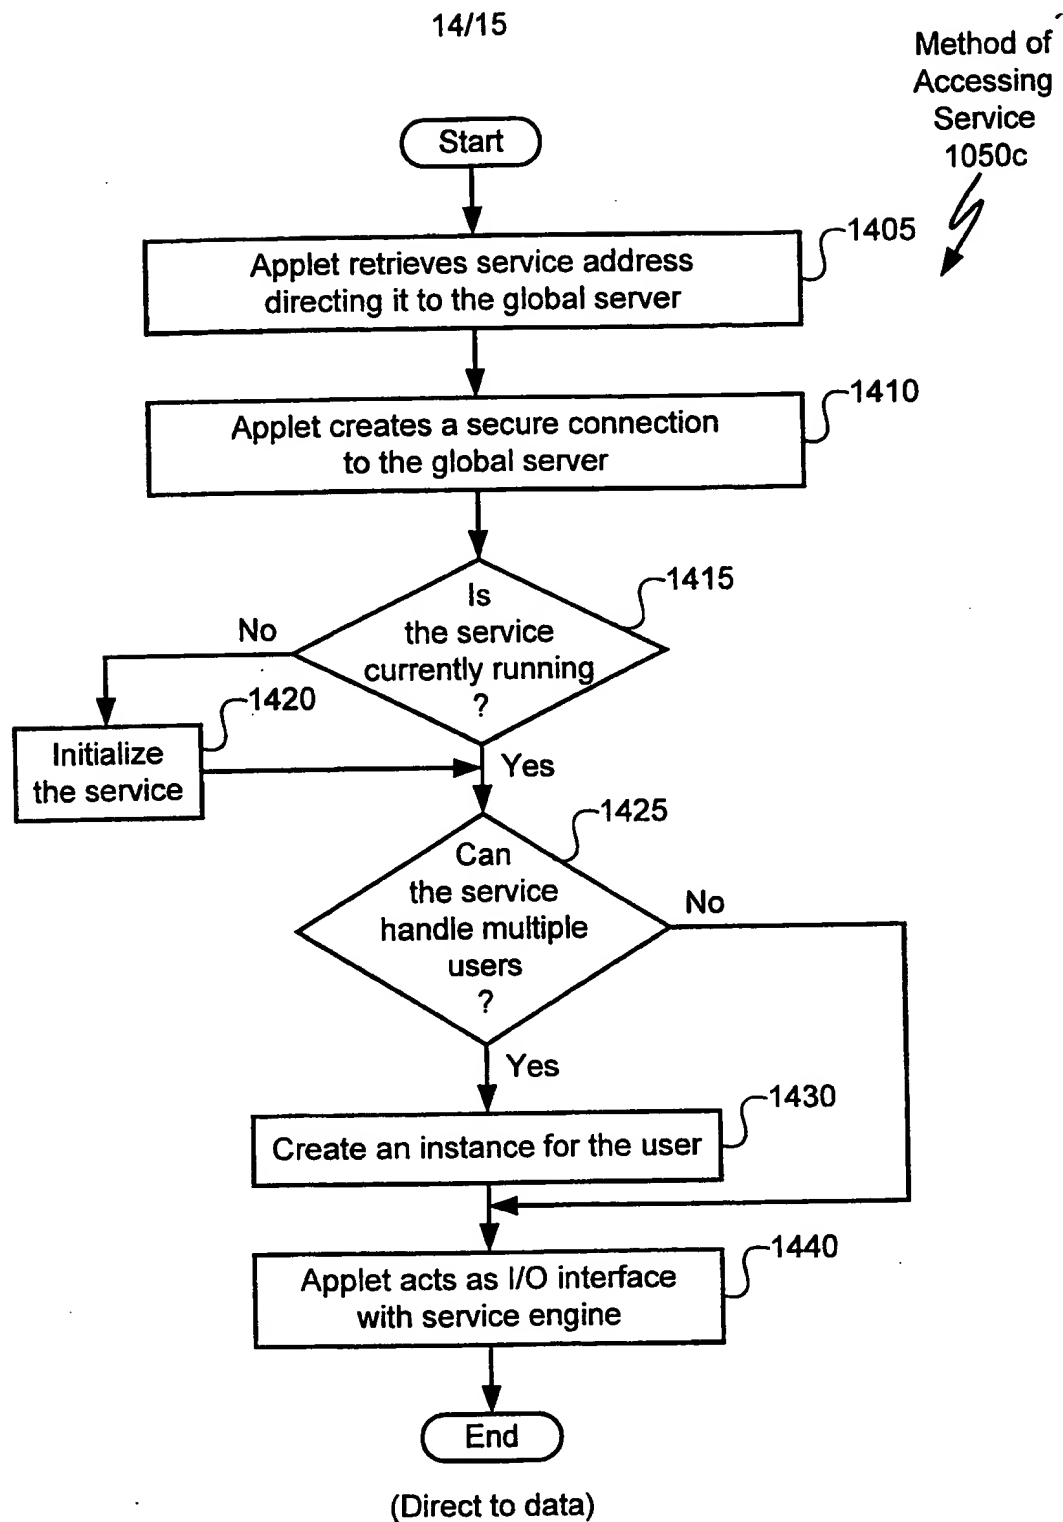 14/15
Method of
Accessing
Service
1050c
Start
1405
Applet retrieves service address
directing it to the global server
1410
Applet creates a secure connection
to the global server
1415
Is
the service
currently running
?
No
1420
Initialize
the service
Yes
1425
Can
the service
handle multiple
users
?
No
Yes
1430
Create an instance for the user
1440
Applet acts as I/O interface
with service engine
End
(Direct to data)